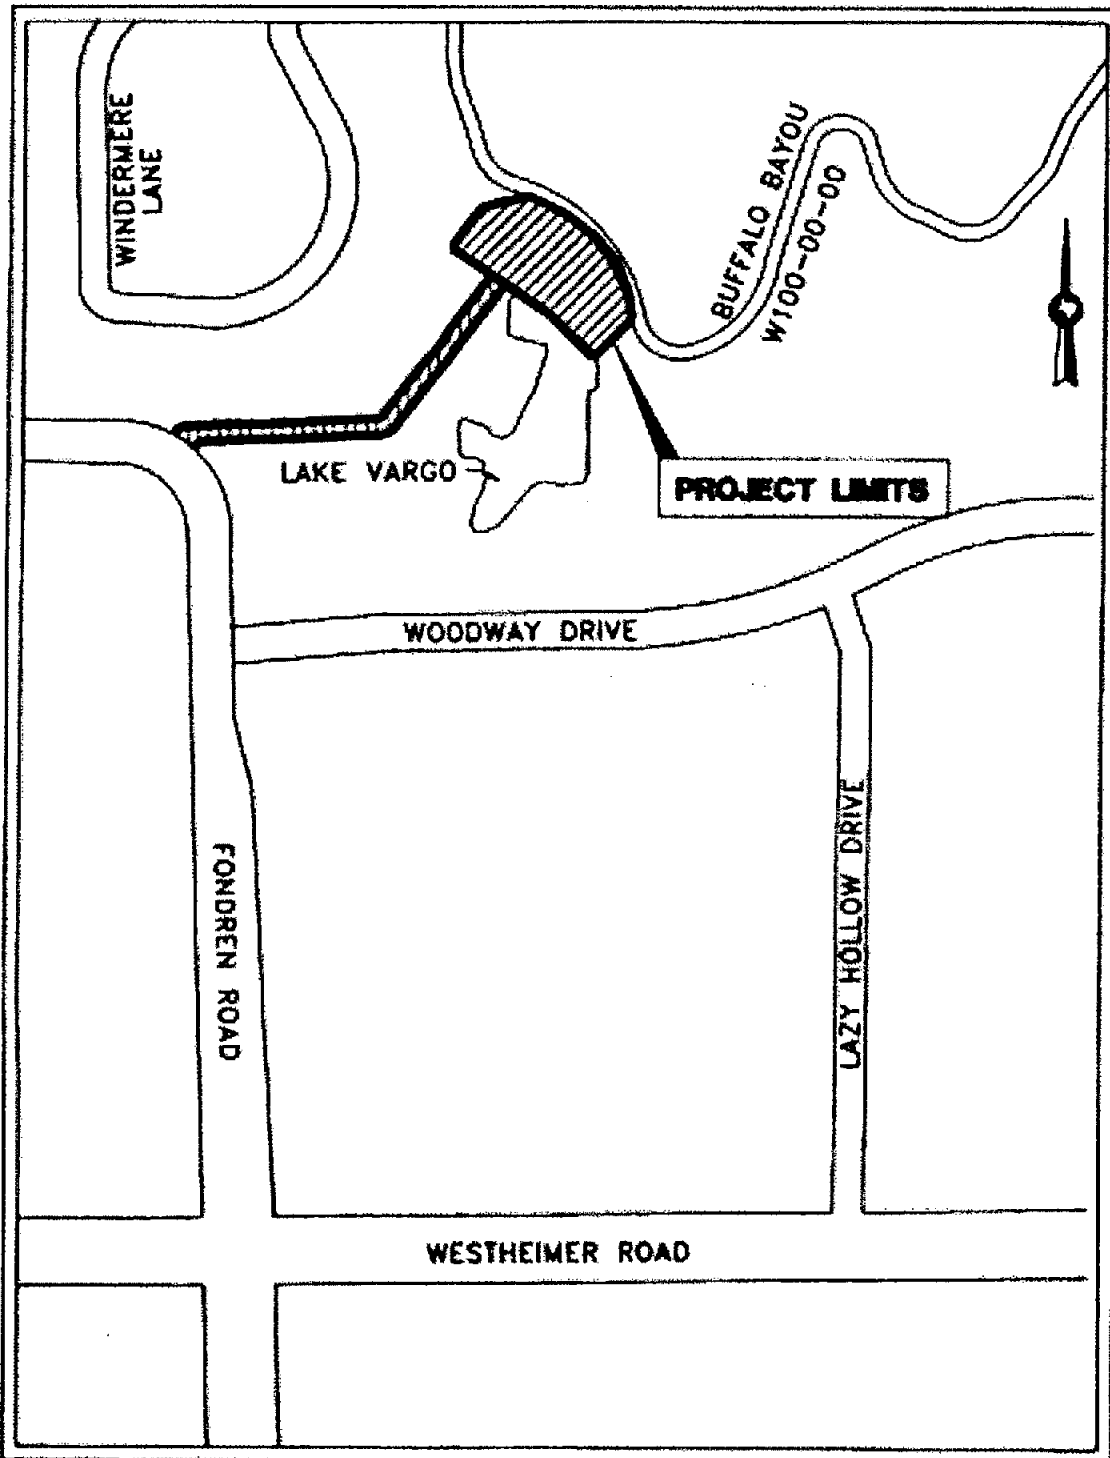 WINDERMERE
LANE
BUFFALO BAYOU
W100-00-00
LAKE VARGO
PROJECT LIMITS
WOODWAY DRIVE
FONDREN ROAD
LAZY HOLLOW DRIVE
WESTHEIMER ROAD